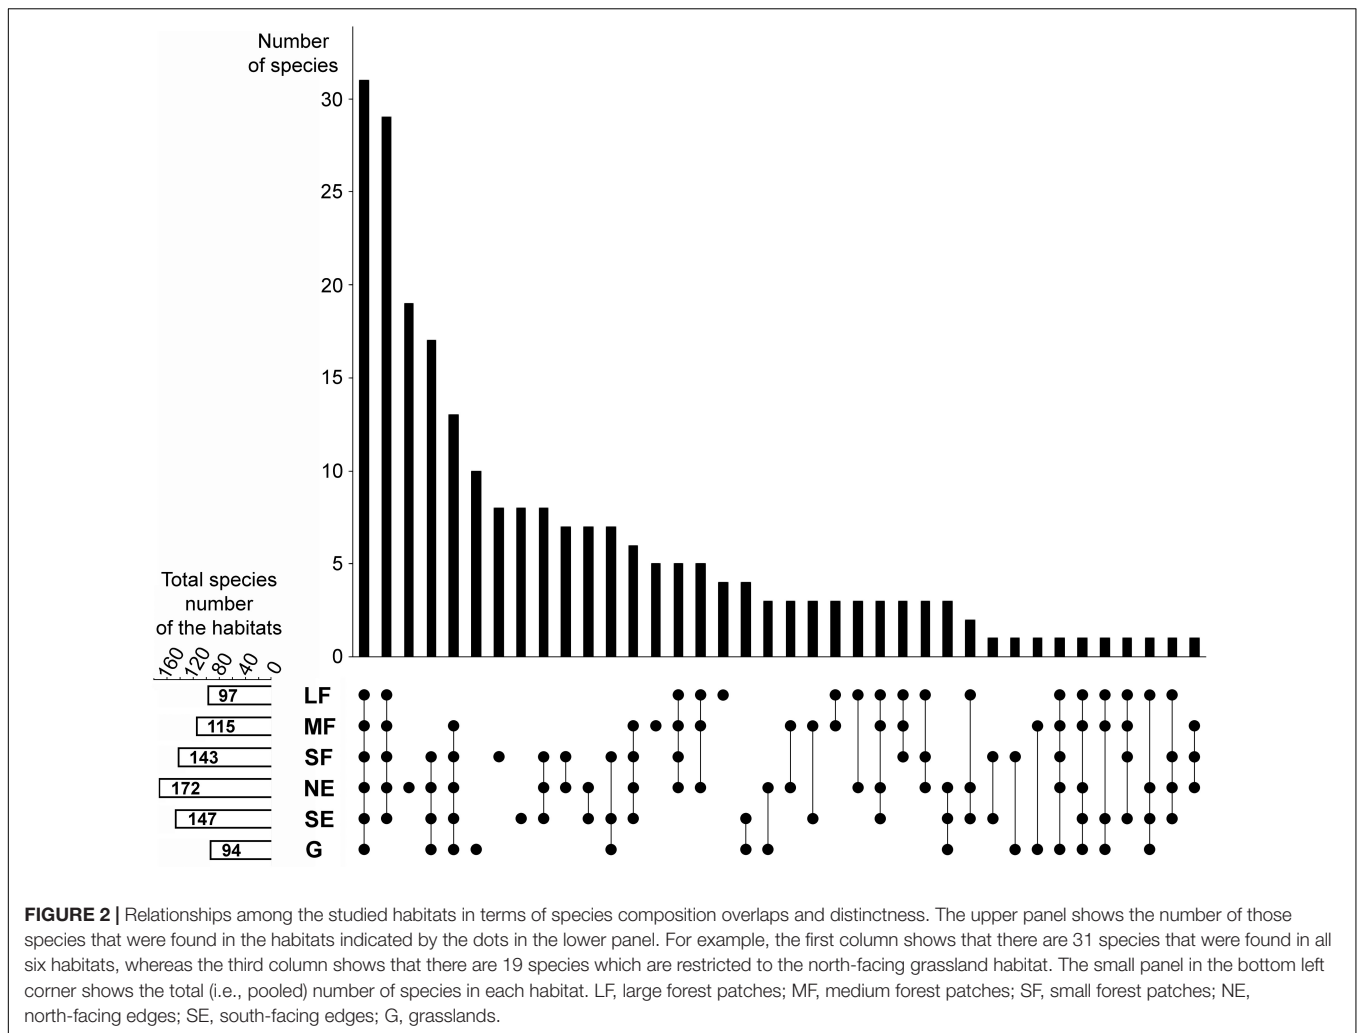 Number
of species
30
25
20
15
10
5
0
Total species
number
of the habitats
160 120 80 40 0
97 LF
115 MF
143 SF
172 NE
147 SE
94 G
FIGURE 2 | Relationships among the studied habitats in terms of species composition overlaps and distinctness. The upper panel shows the number of those
species that were found in the habitats indicated by the dots in the lower panel. For example, the first column shows that there are 31 species that were found in all
six habitats, whereas the third column shows that there are 19 species which are restricted to the north-facing grassland habitat. The small panel in the bottom left
corner shows the total (i.e., pooled) number of species in each habitat. LF, large forest patches; MF, medium forest patches; SF, small forest patches; NE,
north-facing edges; SE, south-facing edges; G, grasslands.